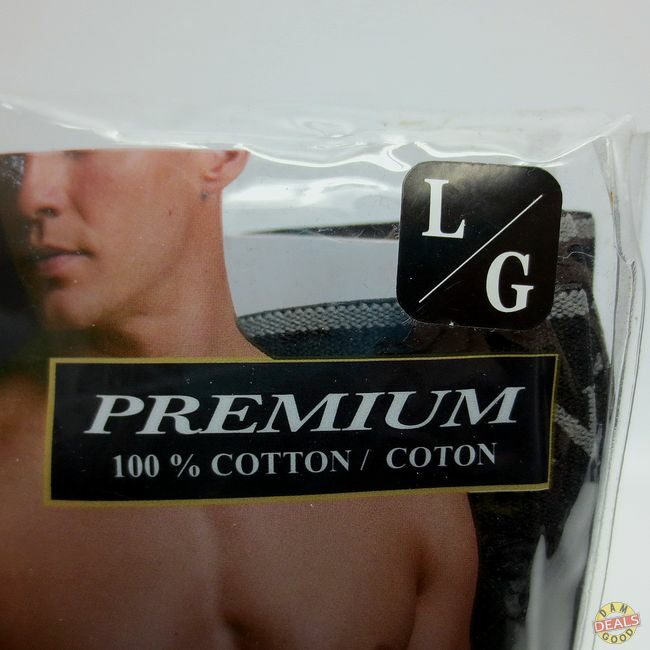 L/G
PREMIUM
100 % COTTON / COTON
DAM
DEALS
GOOD